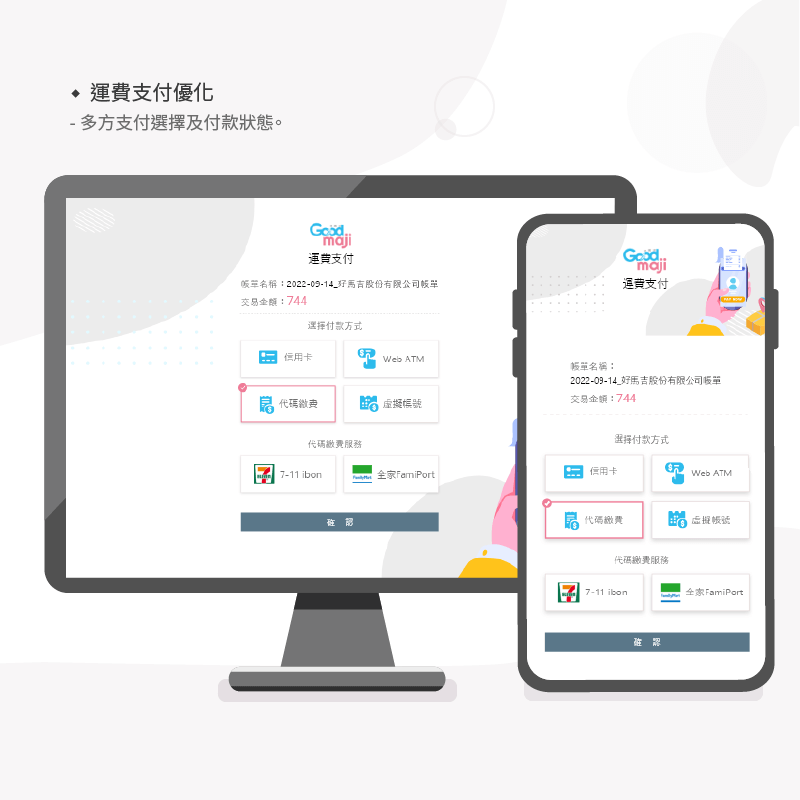 ◆ 運費支付優化
- 多方支付選擇及付款狀態。
Good
maji
運費支付
帳單名稱：2022-09-14_好馬吉股份有限公司帳單
交易金額：744
選擇付款方式
信用卡
Web ATM
代碼繳費
虛擬帳號
代碼繳費服務
7-11 ibon
FamilyMart 全家FamiPort
確 認
Good
maji
運費支付
帳單名稱：
2022-09-14_好馬吉股份有限公司帳單
交易金額：744
選擇付款方式
信用卡
Web ATM
代碼繳費
虛擬帳號
代碼繳費服務
7-11 ibon
FamilyMart 全家FamiPort
確 認